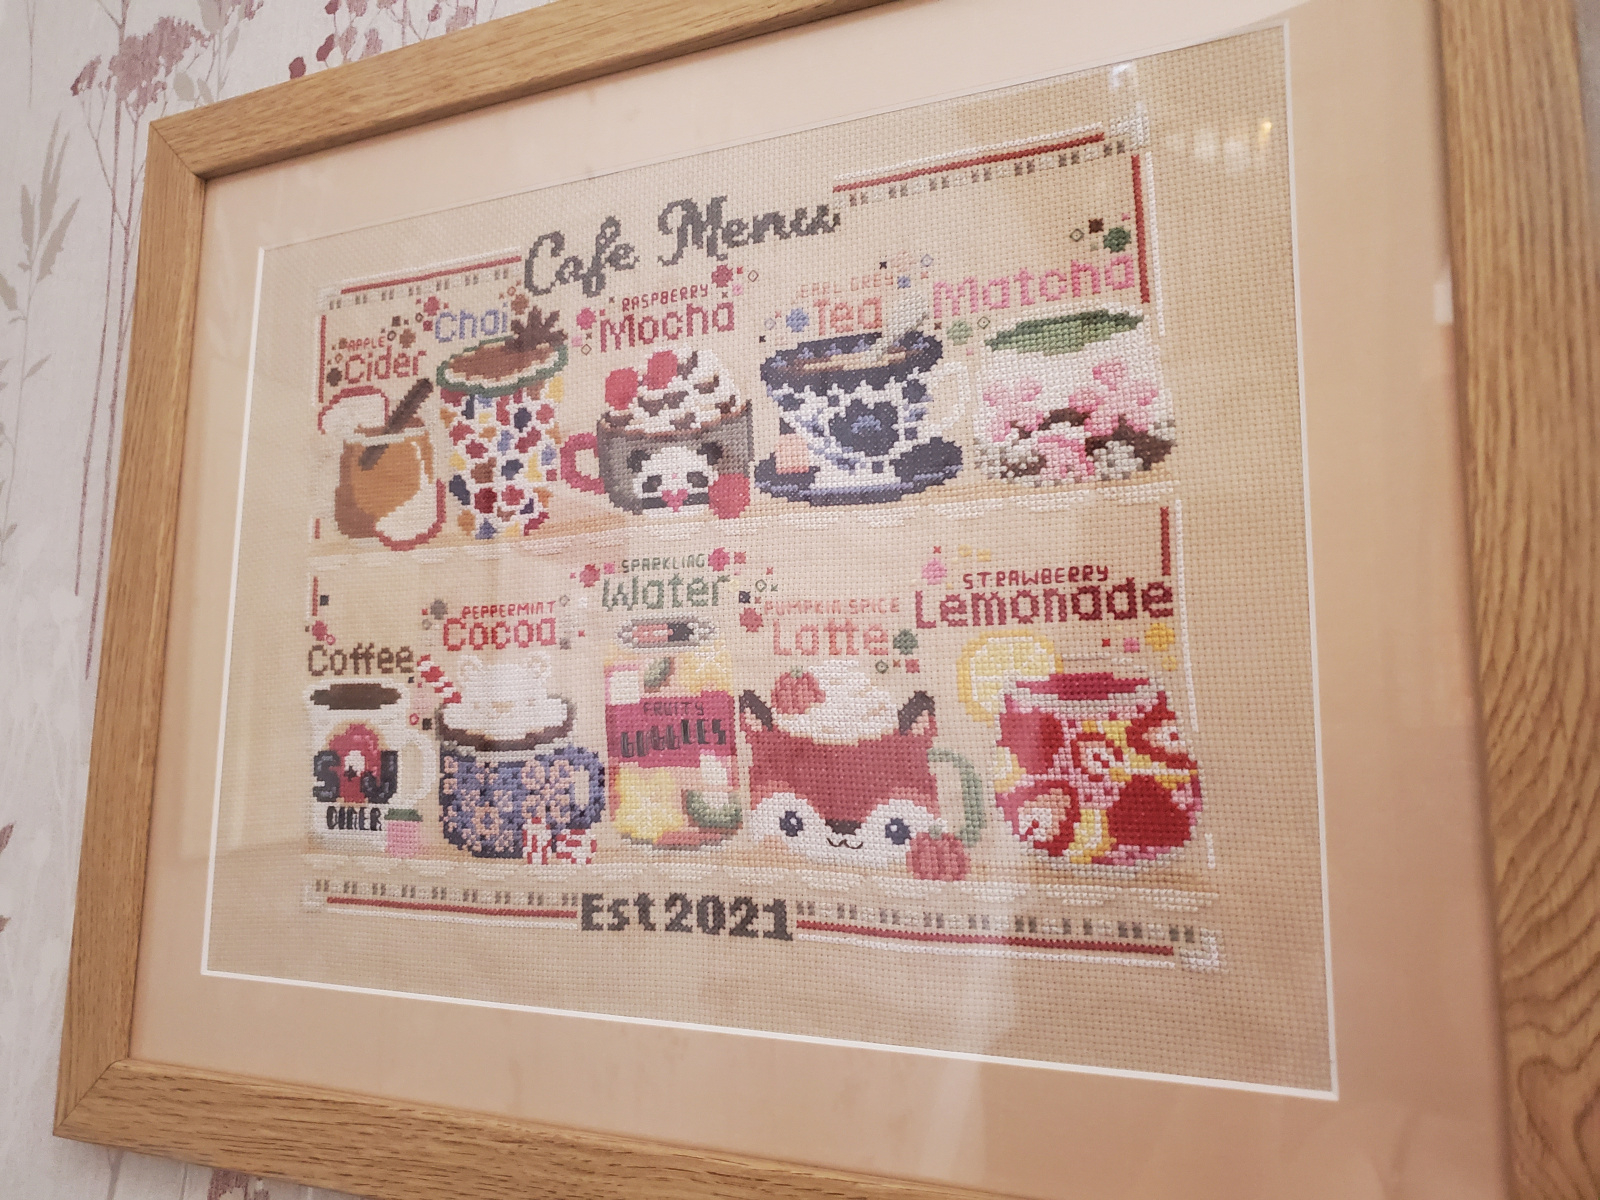 Cafe Menu
APPLE
Cider
Chai
RASPBERRY
Mocha
EARL GREY
Tea
Matcha
Coffee
S+J
DINER
PEPPERMINT
Cocoa
SPARKLING
Water
FRUITY
BUBBLES
PUMPKIN SPICE
Latte
STRAWBERRY
Lemonade
Est 2021